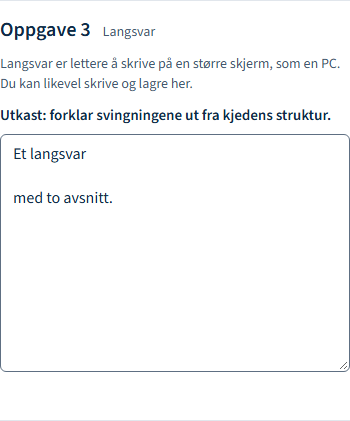 Oppgave 3 Langsvar
Langsvar er lettere å skrive på en større skjerm, som en PC.
Du kan likevel skrive og lagre her.
Utkast: forklar svingningene ut fra kjedens struktur.
Et langsvar
med to avsnitt.